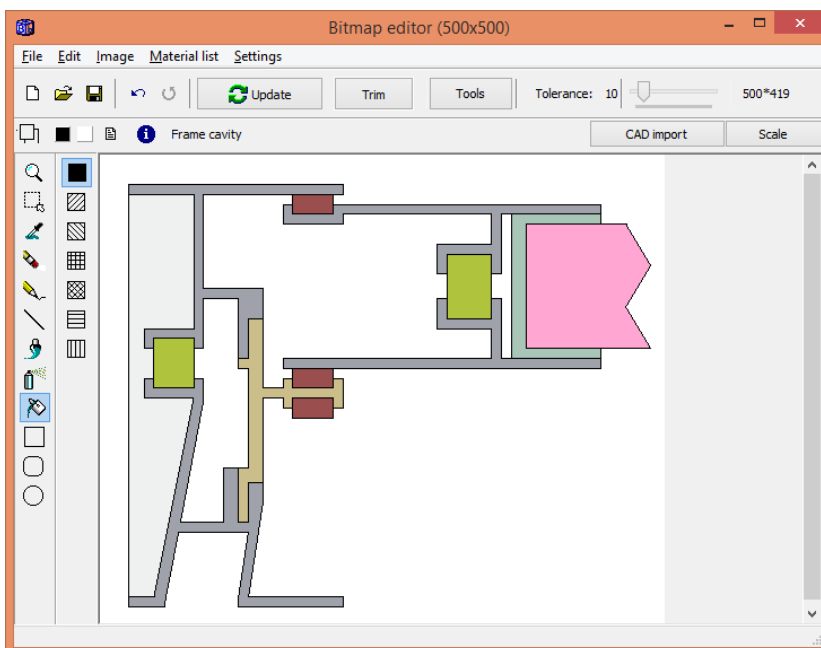 Bitmap editor (500x500)
File Edit Image Material list Settings
Update Trim Tools Tolerance: 10 500*419
Frame cavity CAD import Scale